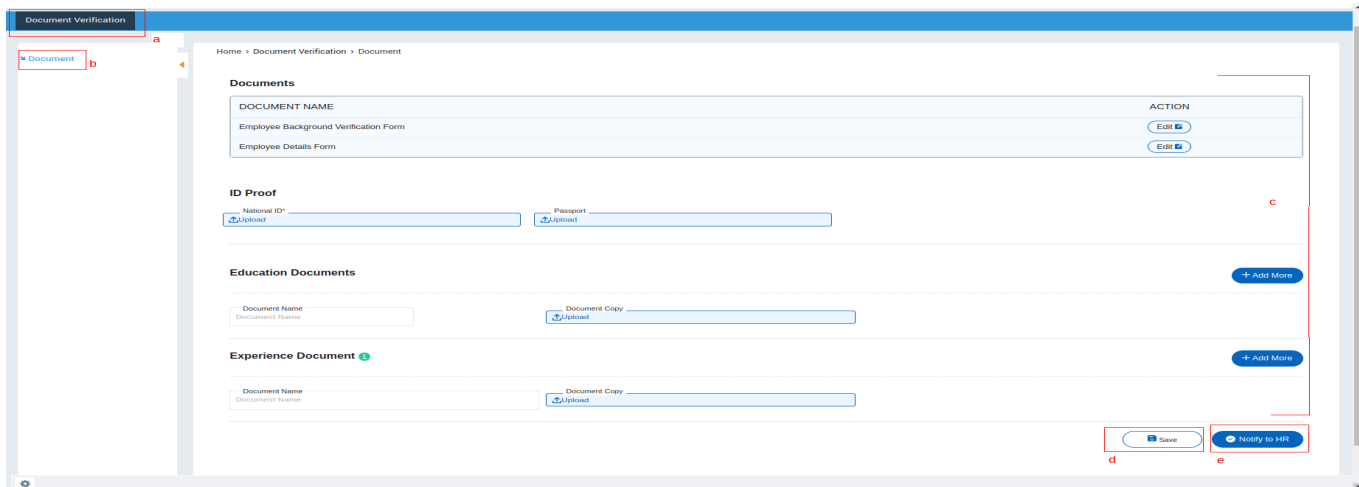 Document Verification
a
Document
b
Home > Document Verification > Document
Documents
DOCUMENT NAME ACTION
Employee Background Verification Form Edit
Employee Details Form Edit
ID Proof
c
National ID* Passport
Upload Upload
Education Documents + Add More
Document Name Document Copy
Document Name Upload
Experience Document i + Add More
Document Name Document Copy
Document Name Upload
Save Notify to HR
d e